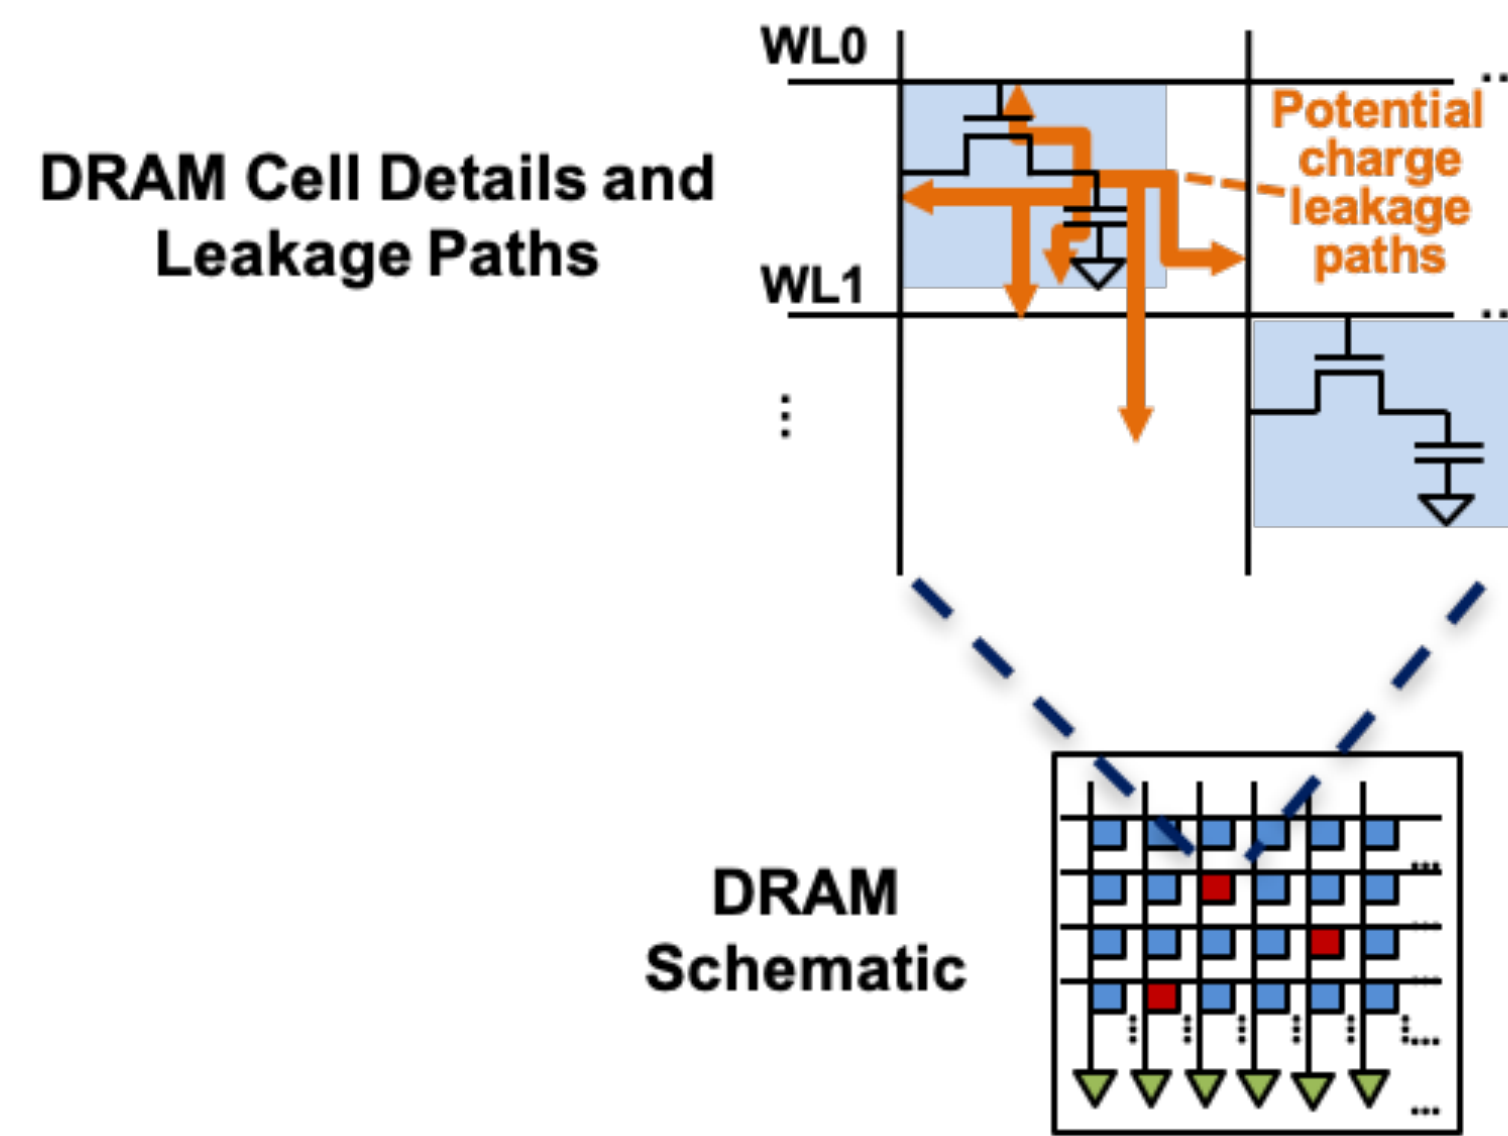 WL0
DRAM Cell Details and
Leakage Paths
Potential
charge
leakage
paths
WL1
DRAM
Schematic